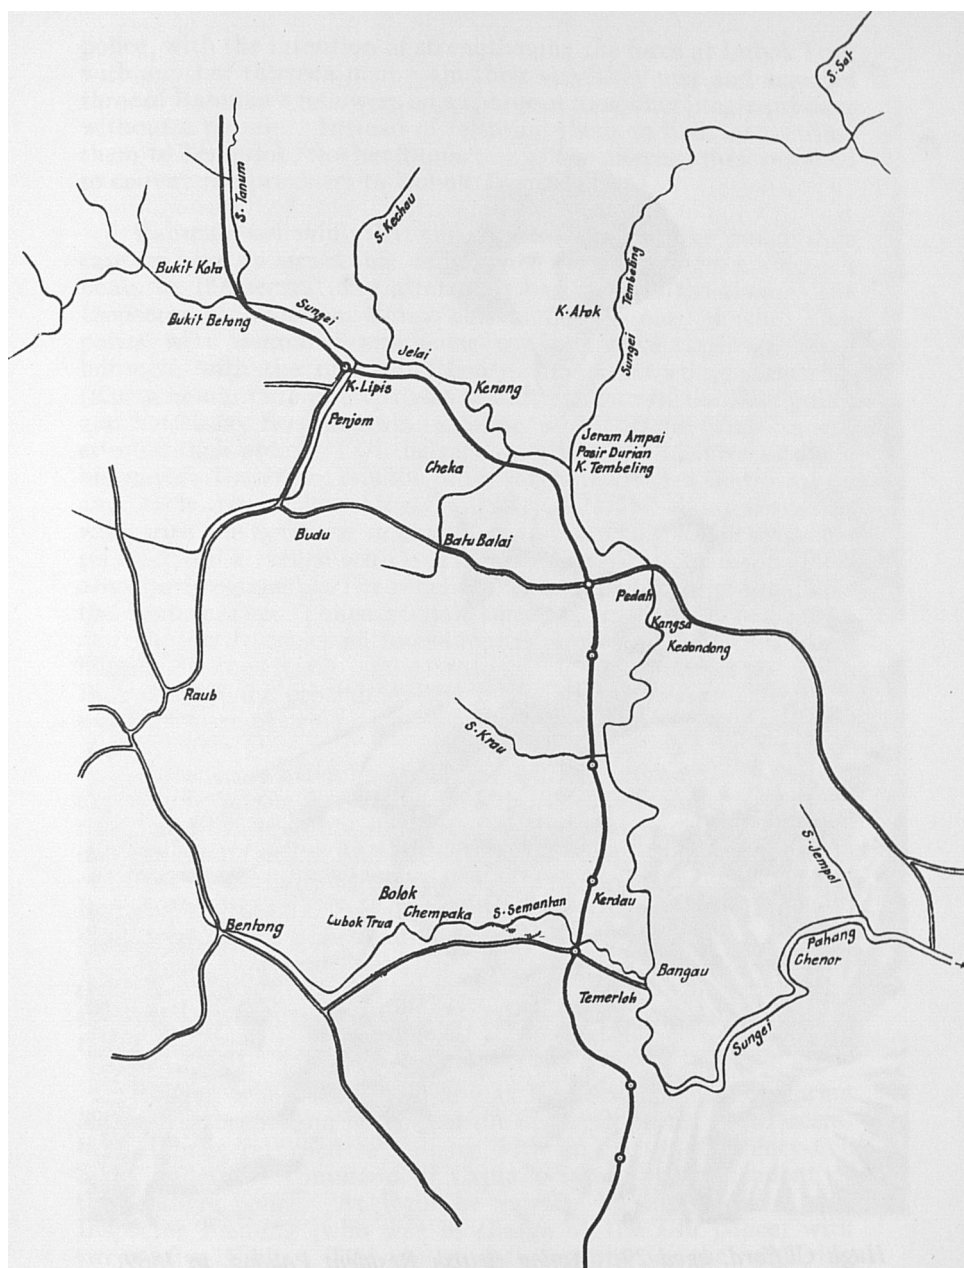 S. Sat
S. Tanum
S. Kechau
Bukit Kota
Sungei
Tembeling
K. Atok
Bukit Betong
Sungei
Jelai
K. Lipis
Kenong
Penjom
Jeram Ampai
Pasir Durian
K. Tembeling
Cheka
Budu
Batu Balai
Pedah
Kangsa
Kedondong
Raub
S. Krau
S. Jempol
Bolok
Kerdau
Lubok Trua
Chempaka
S. Semantan
Bentong
Pahang
Chenor
Bangau
Temerloh
Sungei